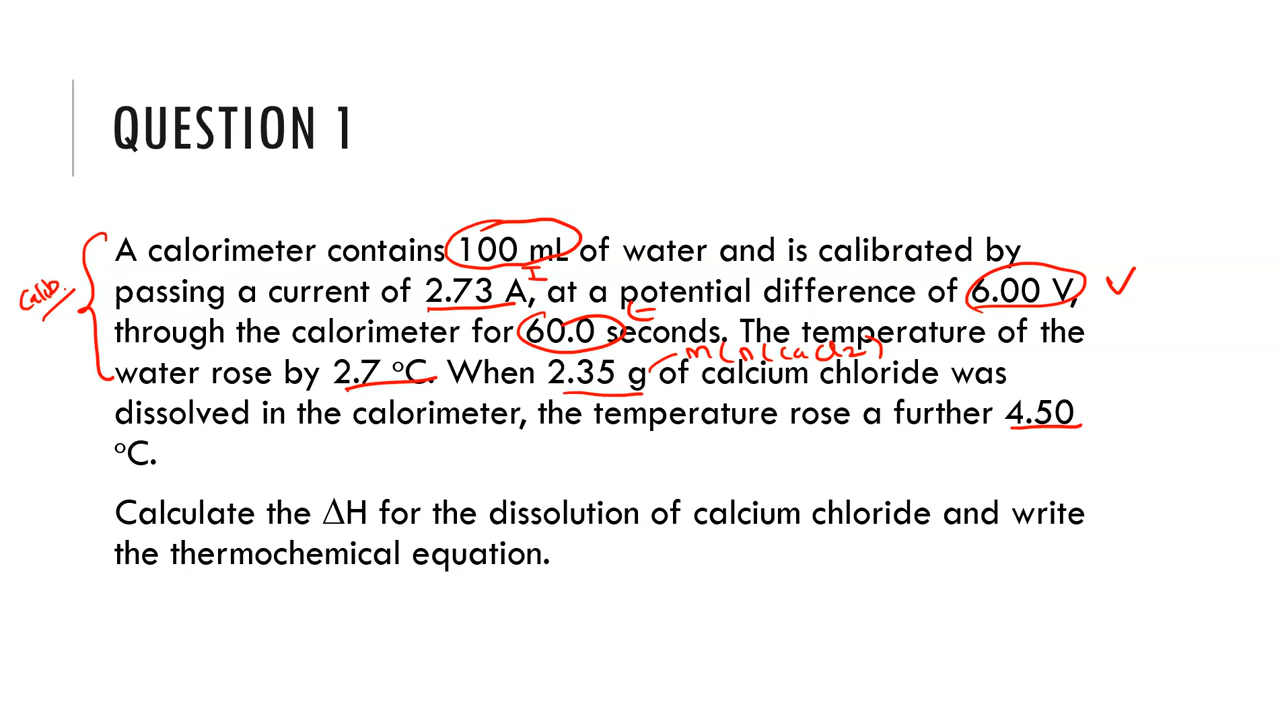 QUESTION 1
A calorimeter contains 100 mL of water and is calibrated by
Calib.
I
passing a current of 2.73 A, at a potential difference of 6.00 V,
t
through the calorimeter for 60.0 seconds. The temperature of the
m(n(CaCl2)
water rose by 2.7 °C. When 2.35 g of calcium chloride was
dissolved in the calorimeter, the temperature rose a further 4.50
°C.
Calculate the ∆H for the dissolution of calcium chloride and write
the thermochemical equation.